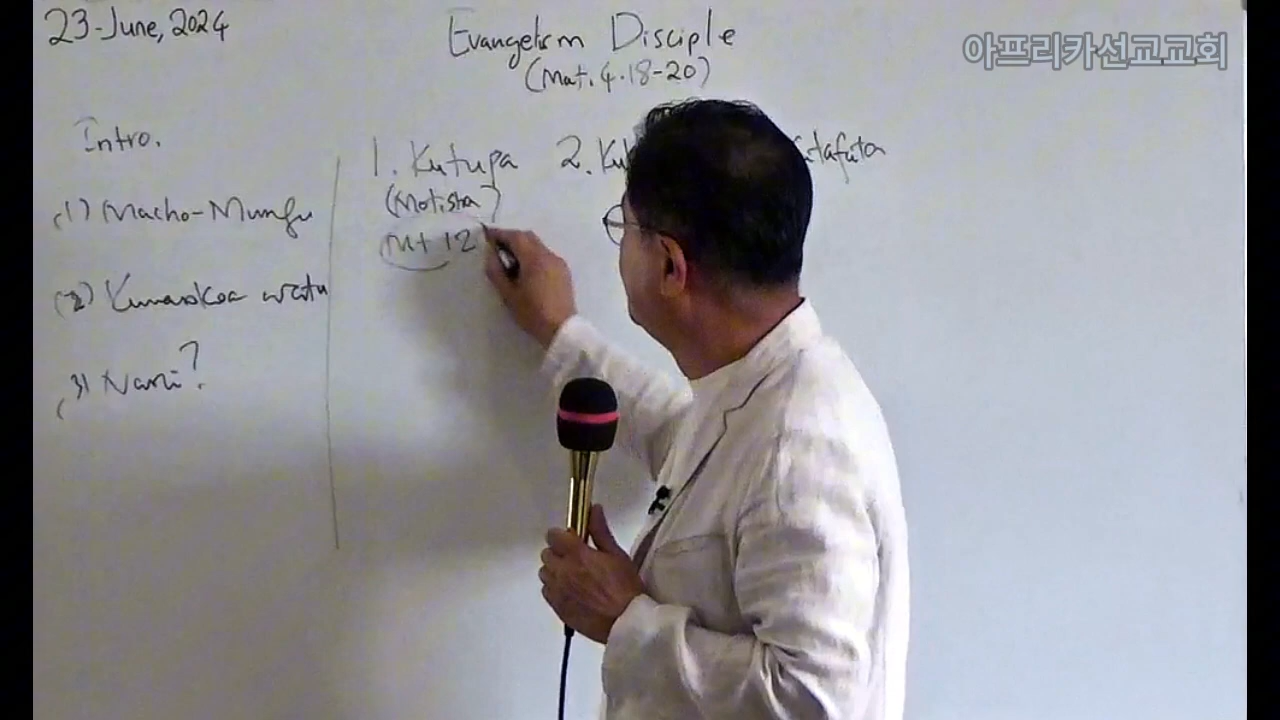 23-June, 2024
Evangelism Disciple
(Mat. 4.18-20)
아프리카선교교회
Intro.
(1) Macho-Mungu
(2) watu
(3) Nani?
1. Kutupa 2.
(Motisha)
Mt 12